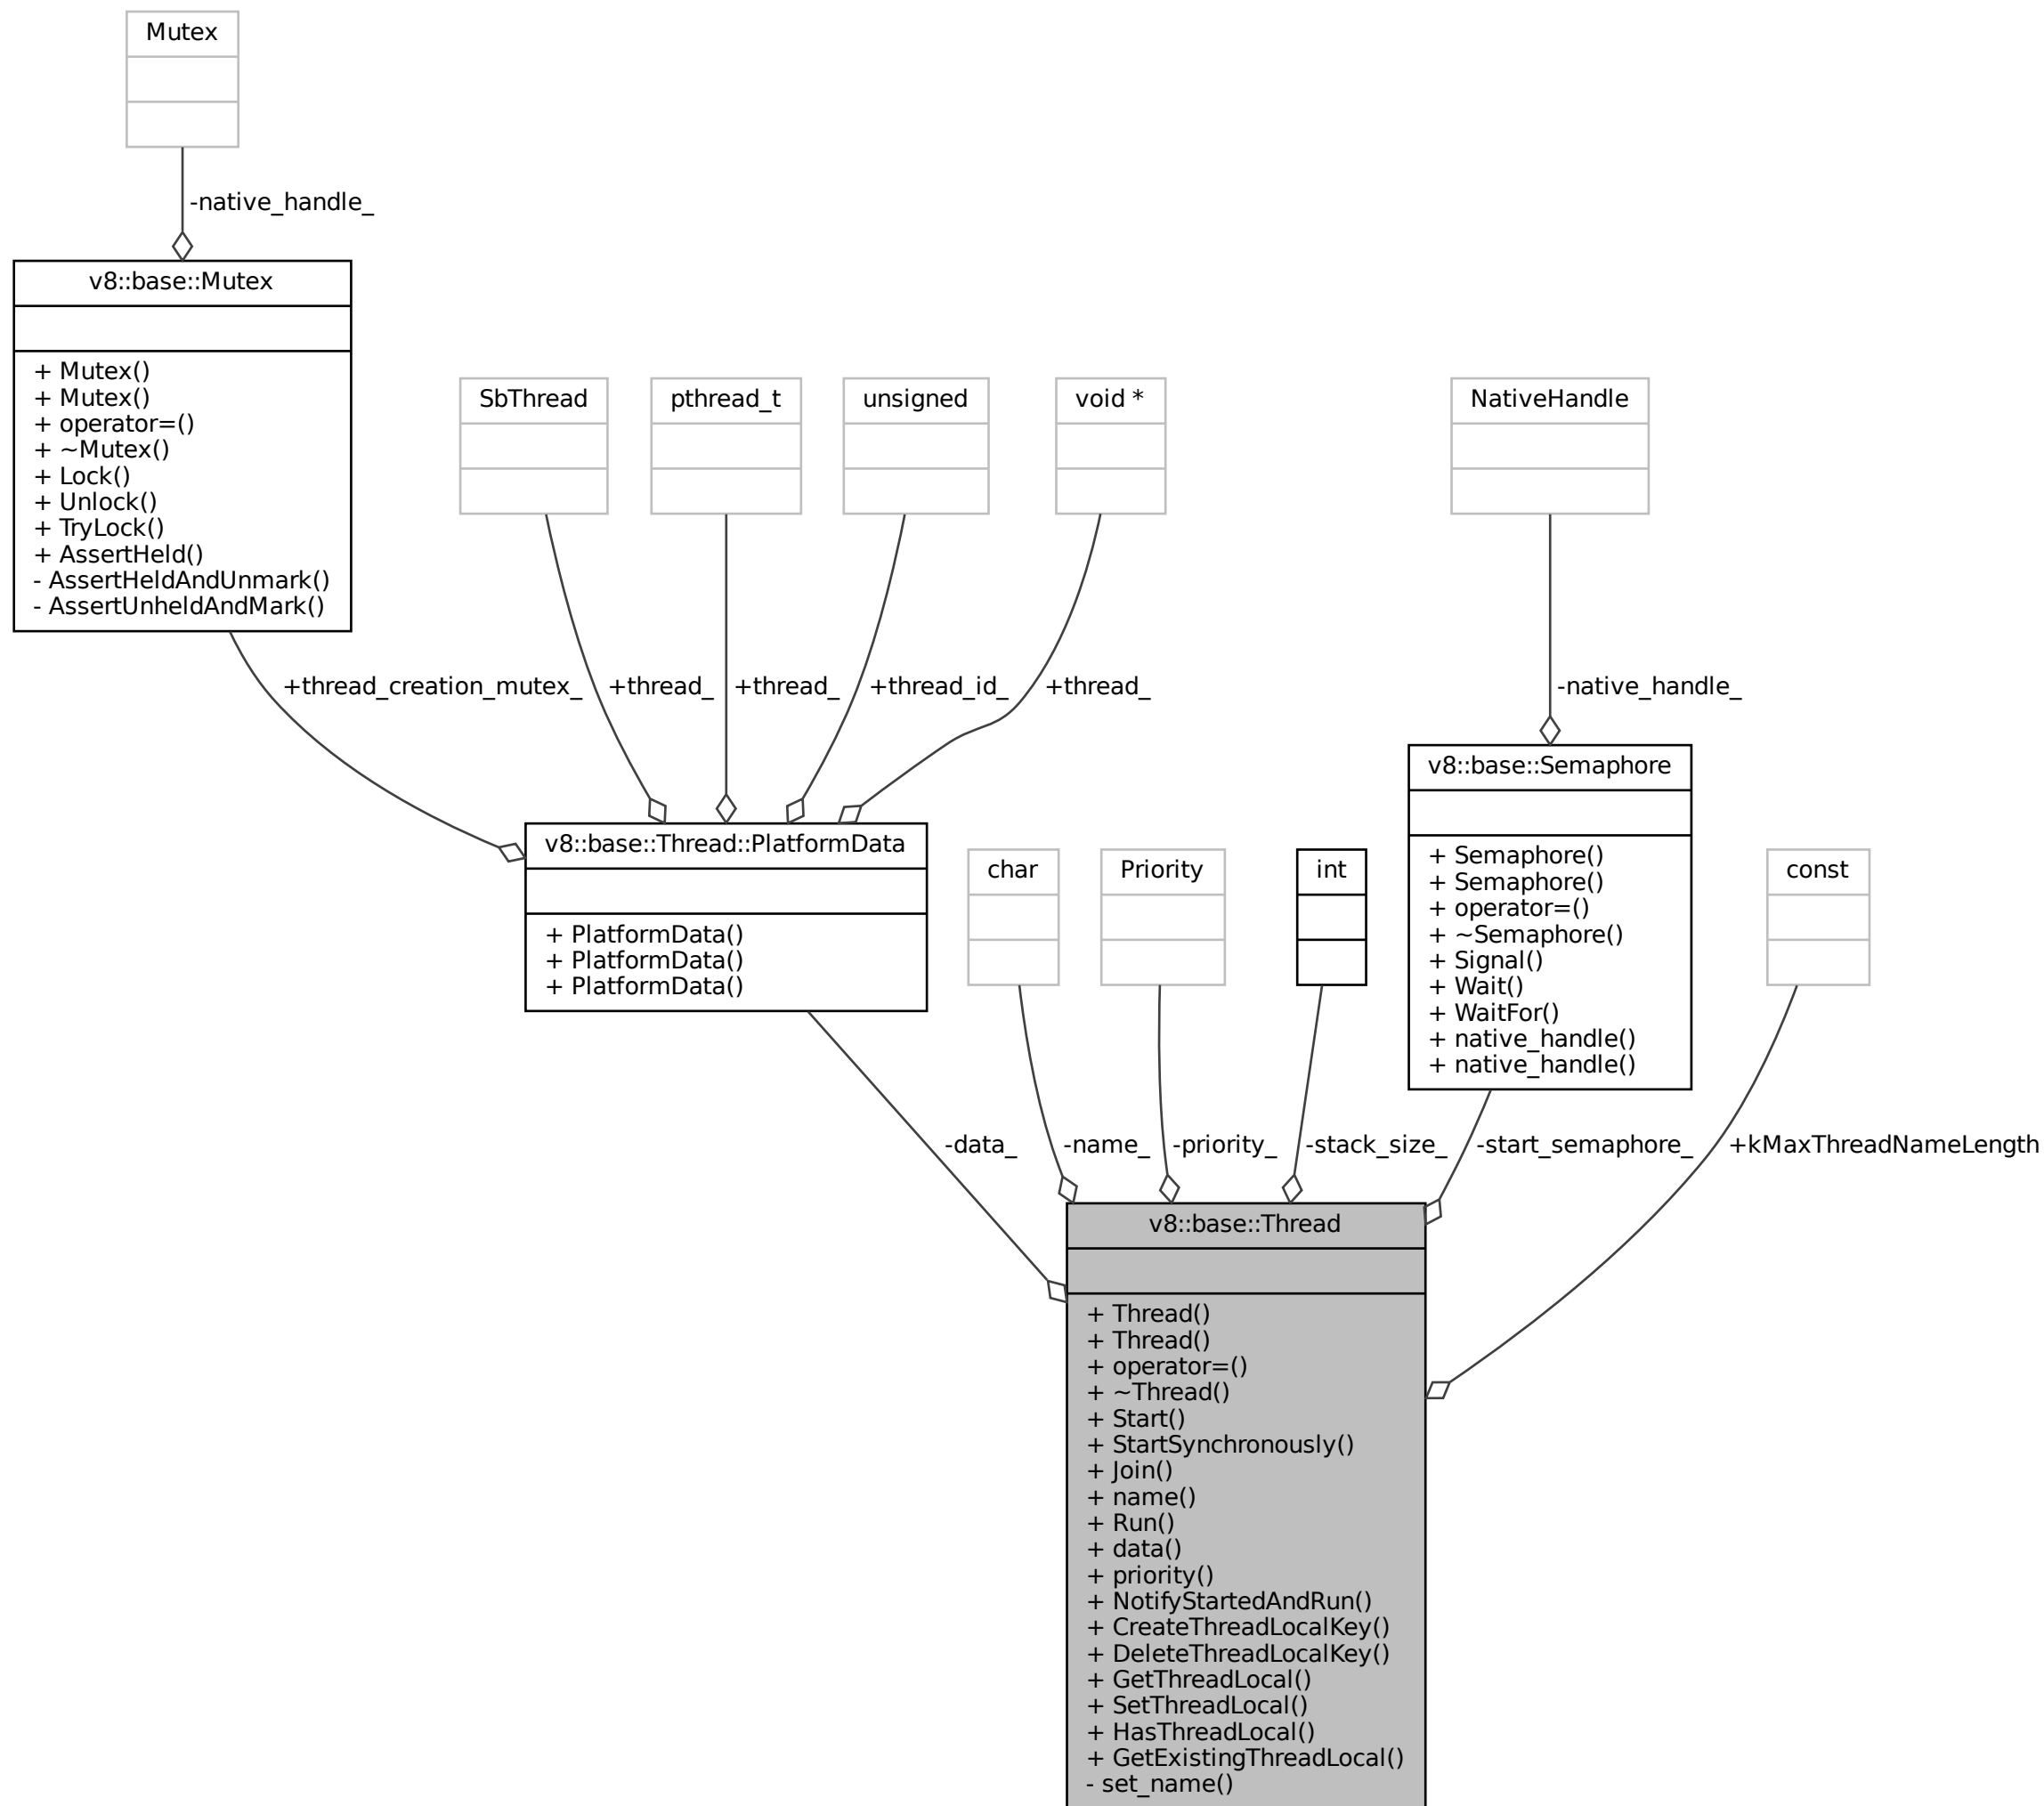 Mutex
-native_handle_
v8::base::Mutex
+ Mutex()
+ Mutex()
+ operator=()
+ ~Mutex()
+ Lock()
+ Unlock()
+ TryLock()
+ AssertHeld()
- AssertHeldAndUnmark()
- AssertUnheldAndMark()
SbThread
pthread_t
unsigned
void *
NativeHandle
+thread_creation_mutex_
+thread_
+thread_
+thread_id_
+thread_
-native_handle_
v8::base::Thread::PlatformData
+ PlatformData()
+ PlatformData()
+ PlatformData()
char
Priority
int
v8::base::Semaphore
+ Semaphore()
+ Semaphore()
+ operator=()
+ ~Semaphore()
+ Signal()
+ Wait()
+ WaitFor()
+ native_handle()
+ native_handle()
const
-data_
-name_
-priority_
-stack_size_
-start_semaphore_
+kMaxThreadNameLength
v8::base::Thread
+ Thread()
+ Thread()
+ operator=()
+ ~Thread()
+ Start()
+ StartSynchronously()
+ Join()
+ name()
+ Run()
+ data()
+ priority()
+ NotifyStartedAndRun()
+ CreateThreadLocalKey()
+ DeleteThreadLocalKey()
+ GetThreadLocal()
+ SetThreadLocal()
+ HasThreadLocal()
+ GetExistingThreadLocal()
- set_name()